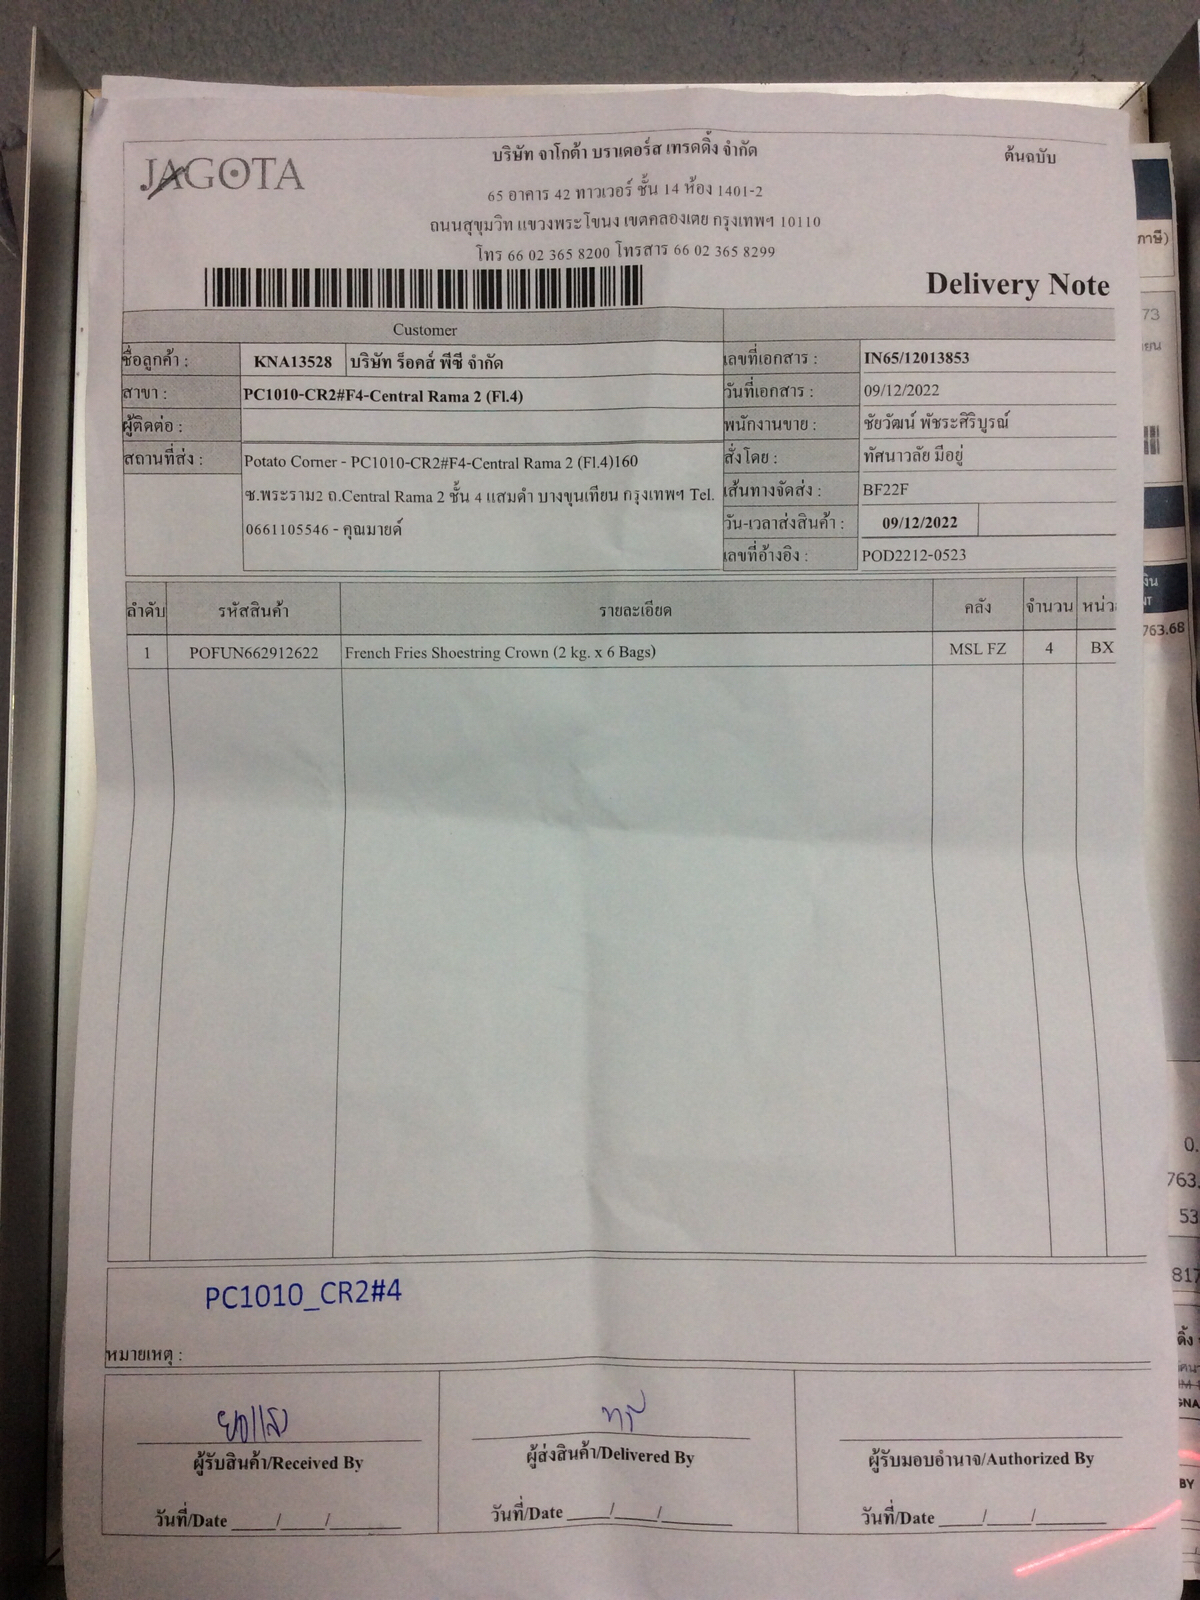 JAGOTA
บริษัท จาโกต้า บราเดอร์ส เทรดดิ้ง จำกัด
ต้นฉบับ
65 อาคาร 42 ทาวเวอร์ ชั้น 14 ห้อง 1401-2
ถนนสุขุมวิท แขวงพระโขนง เขตคลองเตย กรุงเทพฯ 10110
โทร 66 02 365 8200 โทรสาร 66 02 365 8299
Delivery Note
Customer
ชื่อลูกค้า : KNA13528 บริษัท ร็อคส์ พีซี จำกัด
เลขที่เอกสาร : IN65/12013853
สาขา : PC1010-CR2#F4-Central Rama 2 (Fl.4)
วันที่เอกสาร : 09/12/2022
ผู้ติดต่อ :
พนักงานขาย : ชัยวัฒน์ พัชระศิริบูรณ์
สถานที่ส่ง : Potato Corner - PC1010-CR2#F4-Central Rama 2 (Fl.4)160
ซ.พระราม2 ถ.Central Rama 2 ชั้น 4 แสมดำ บางขุนเทียน กรุงเทพฯ Tel.
0661105546 - คุณมายด์
สั่งโดย : ทัศนาวลัย มีอยู่
เส้นทางจัดส่ง : BF22F
วัน-เวลาส่งสินค้า : 09/12/2022
เลขที่อ้างอิง : POD2212-0523
ลำดับ รหัสสินค้า รายละเอียด คลัง จำนวน
1 POFUN662912622 French Fries Shoestring Crown (2 kg. x 6 Bags) MSL FZ 4 BX
PC1010_CR2#4
หมายเหตุ :
ผู้รับสินค้า/Received By
ผู้ส่งสินค้า/Delivered By
ผู้รับมอบอำนาจ/Authorized By
วันที่/Date ____/____/______
วันที่/Date ____/____/______
วันที่/Date ____/____/______
ภาษี)
73
763.68
0.
763.
53
817
BY